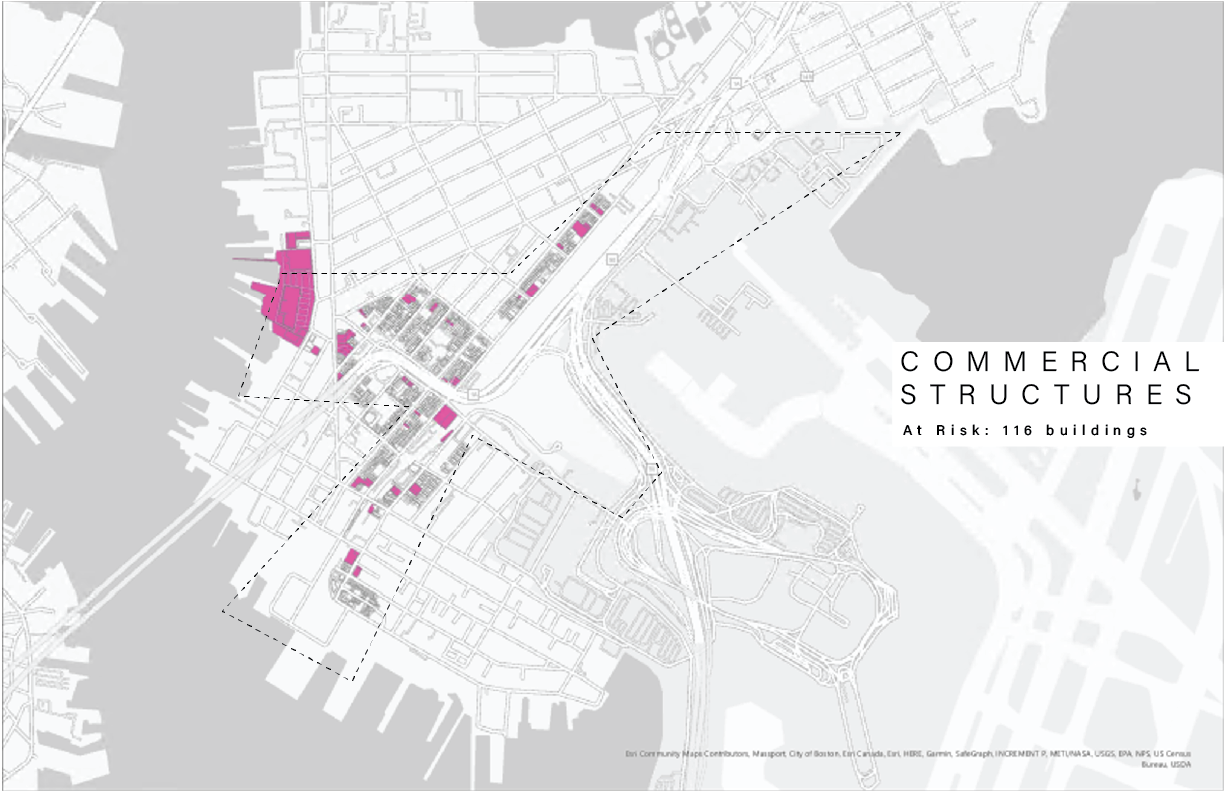 COMMERCIAL
STRUCTURES
At Risk: 116 buildings
Esri Community Maps Contributors, Massport, City of Boston, Esri Canada, Esri, HERE, Garmin, SafeGraph, INCREMENT P, METI/NASA, USGS, EPA, NPS, US Census
Bureau, USDA